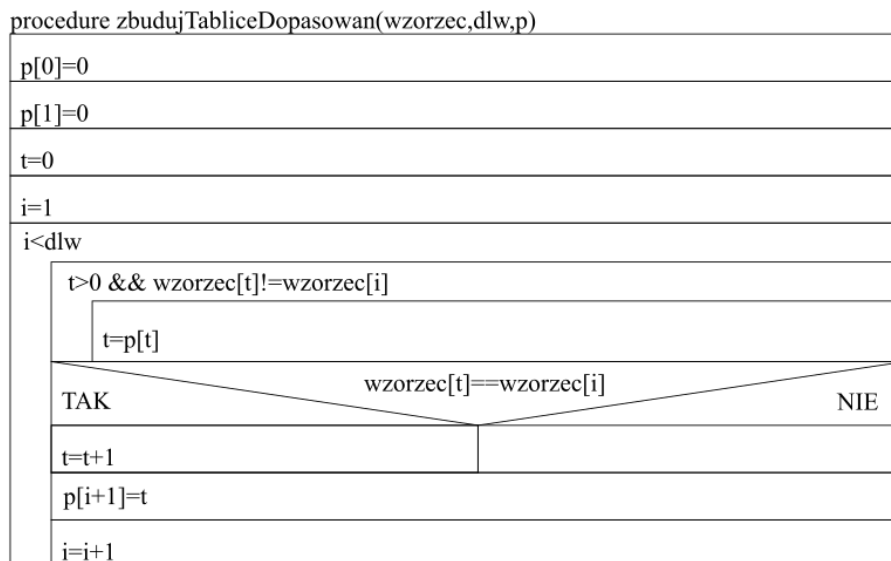 procedure zbudujTabliceDopasowan(wzorzec,dlw,p)
p[0]=0
p[1]=0
t=0
i=1
i<dlw
t>0 && wzorzec[t]!=wzorzec[i]
t=p[t]
wzorzec[t]==wzorzec[i]
TAK NIE
t=t+1
p[i+1]=t
i=i+1